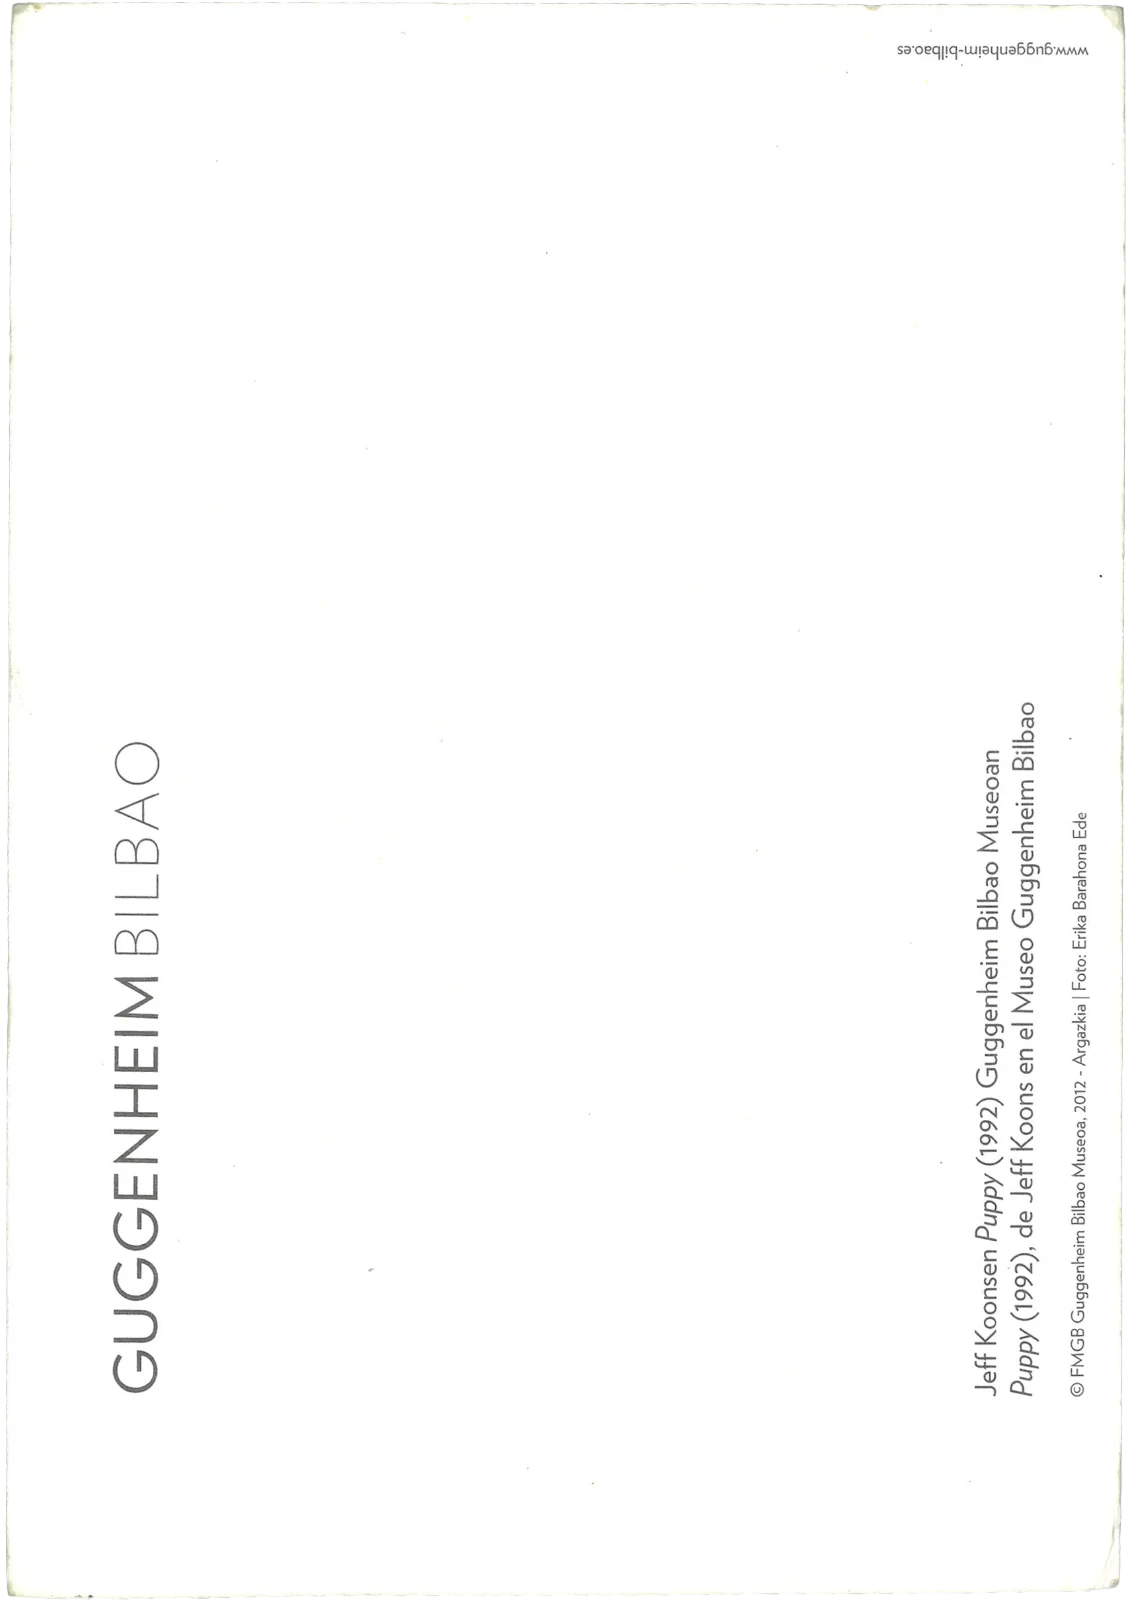 GUGGENHEIM BILBAO
Jeff Koonsen Puppy (1992) Guggenheim Bilbao Museoan
Puppy (1992), de Jeff Koons en el Museo Guggenheim Bilbao
© FMGB Guggenheim Bilbao Museoa, 2012 - Argazkia | Foto: Erika Barahona Ede
www.guggenheim-bilbao.es